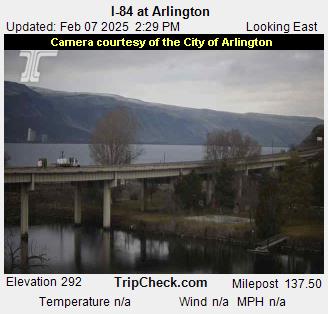 I-84 at Arlington
Updated: Feb 07 2025 2:29 PM Looking East
Camera courtesy of the City of Arlington
Elevation 292 TripCheck.com Milepost 137.50
Temperature n/a Wind n/a MPH n/a